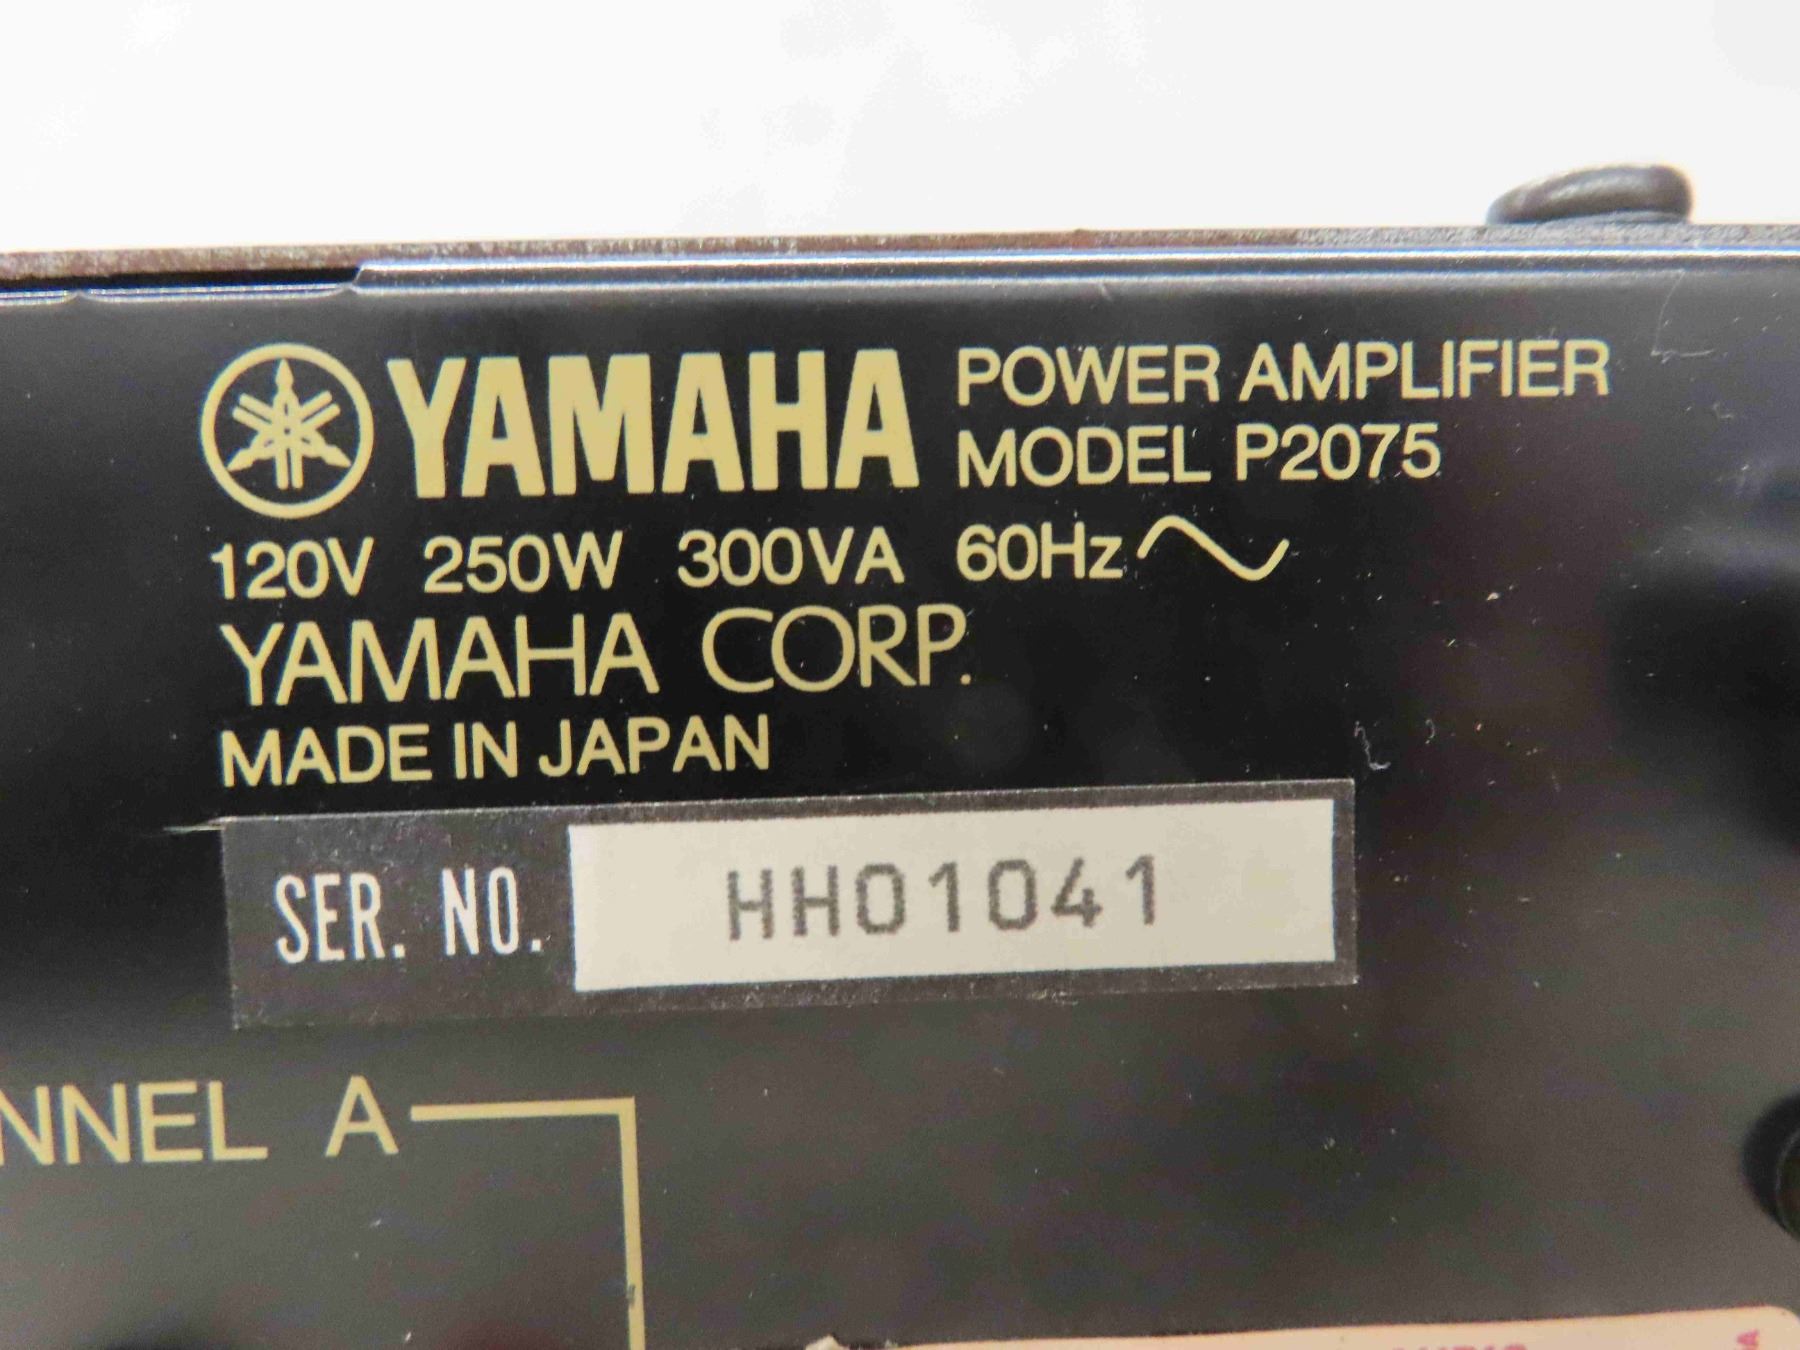 YAMAHA POWER AMPLIFIER
MODEL P2075
120V 250W 300VA 60Hz
YAMAHA CORP.
MADE IN JAPAN
SER. NO. HH01041
NNEL A